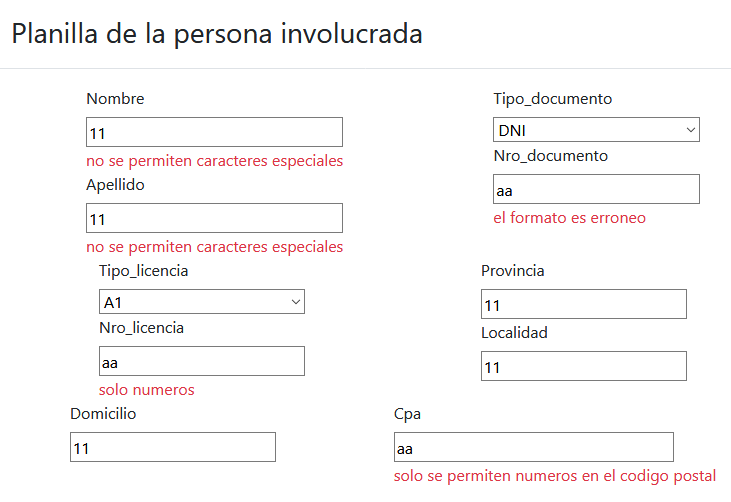 Planilla de la persona involucrada
Nombre
11
no se permiten caracteres especiales
Apellido
11
no se permiten caracteres especiales
Tipo_documento
DNI
Nro_documento
aa
el formato es erroneo
Tipo_licencia
A1
Nro_licencia
aa
solo numeros
Provincia
11
Localidad
11
Domicilio
11
Cpa
aa
solo se permiten numeros en el codigo postal